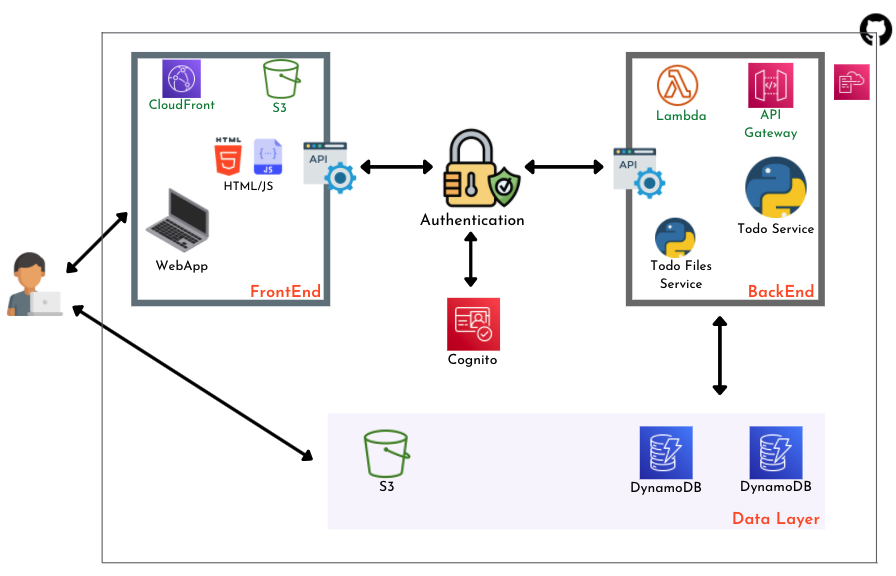 CloudFront
S3
HTML
JS
HTML/JS
API
WebApp
FrontEnd
Authentication
Cognito
API
Lambda
API
Gateway
Todo Service
Todo Files
Service
BackEnd
S3
DynamoDB
DynamoDB
Data Layer